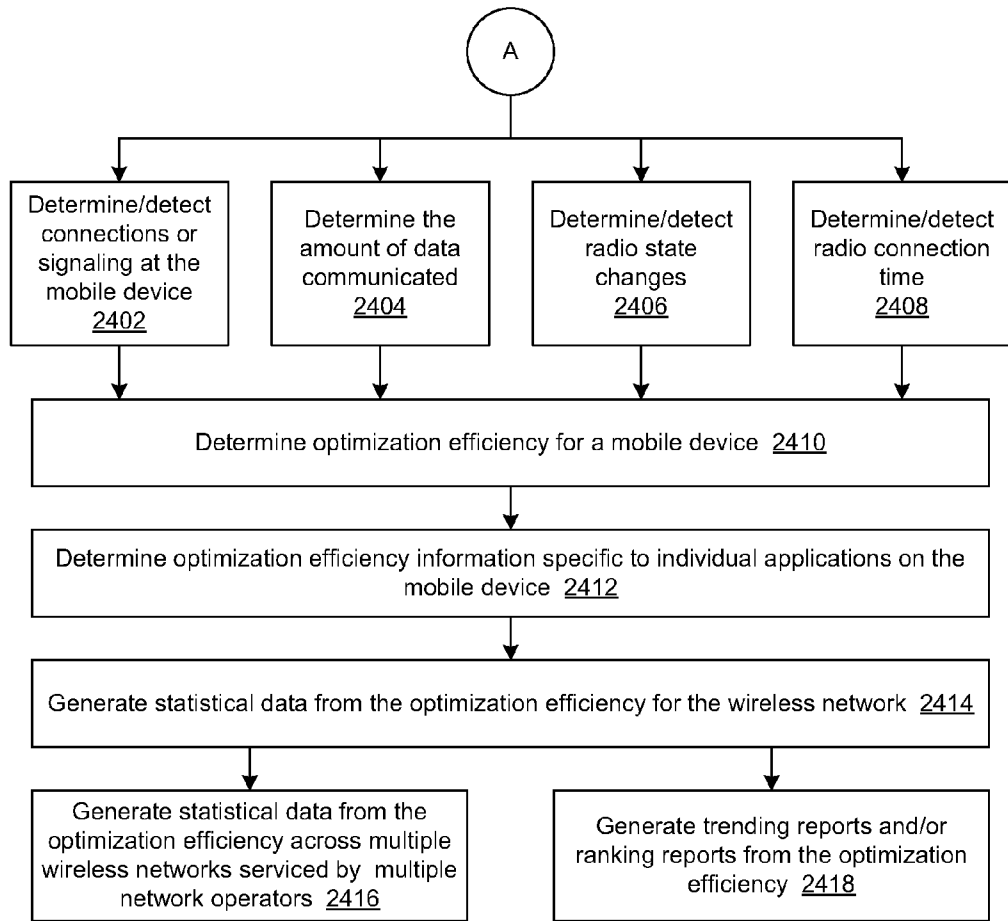 A
Determine/detect
connections or
signaling at the
mobile device
2402
Determine the
amount of data
communicated
2404
Determine/detect
radio state
changes
2406
Determine/detect
radio connection
time
2408
Determine optimization efficiency for a mobile device 2410
Determine optimization efficiency information specific to individual applications on the
mobile device 2412
Generate statistical data from the optimization efficiency for the wireless network 2414
Generate statistical data from the
optimization efficiency across multiple
wireless networks serviced by multiple
network operators 2416
Generate trending reports and/or
ranking reports from the optimization
efficiency 2418